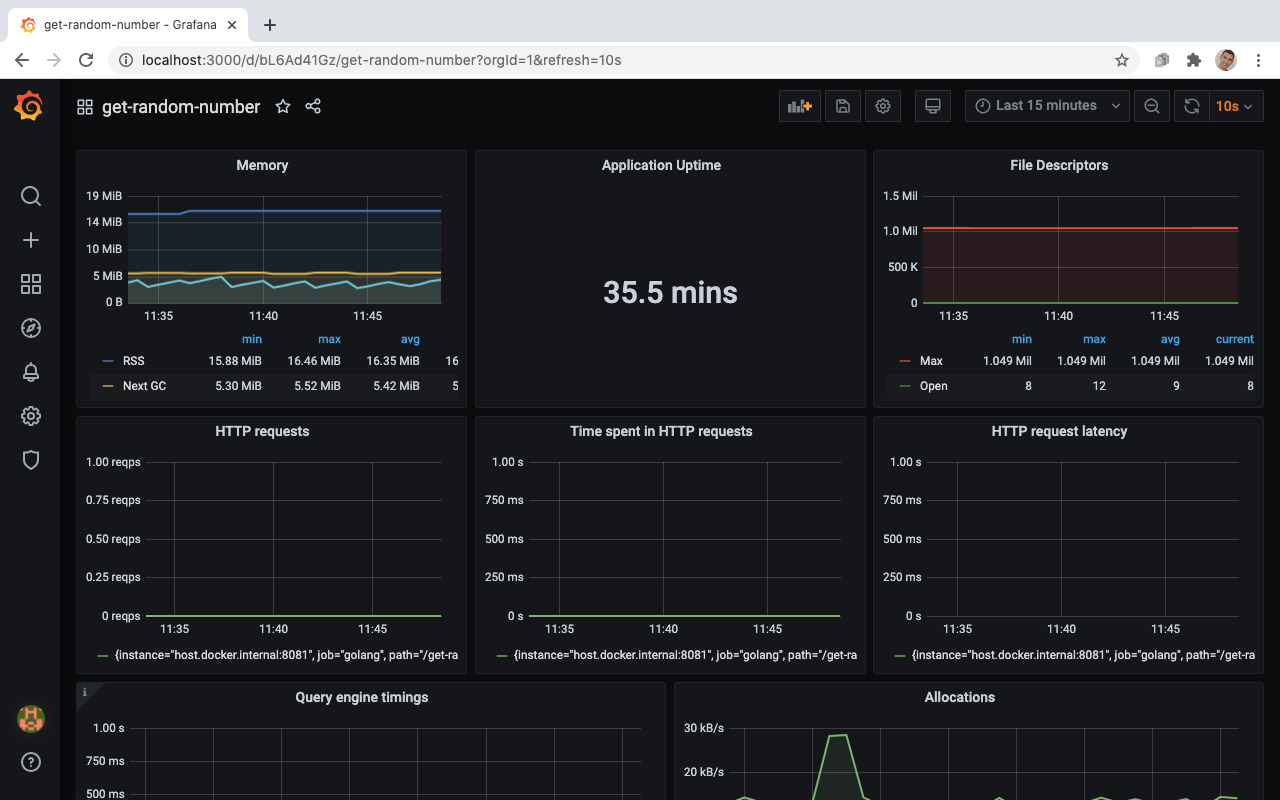 get-random-number - Grafana
localhost:3000/d/bL6Ad41Gz/get-random-number?orgId=1&refresh=10s
get-random-number
Last 15 minutes
10s
Memory
19 MiB
14 MiB
10 MiB
5 MiB
0 B
11:35 11:40 11:45
min max avg
RSS 15.88 MiB 16.46 MiB 16.35 MiB 16
Next GC 5.30 MiB 5.52 MiB 5.42 MiB 5
Application Uptime
35.5 mins
File Descriptors
1.5 Mil
1.0 Mil
500 K
0
11:35 11:40 11:45
min max avg current
Max 1.049 Mil 1.049 Mil 1.049 Mil 1.049 Mil
Open 8 12 9 8
HTTP requests
1.00 reqps
0.75 reqps
0.50 reqps
0.25 reqps
0 reqps
11:35 11:40 11:45
{instance="host.docker.internal:8081", job="golang", path="/get-ra
Time spent in HTTP requests
1.00 s
750 ms
500 ms
250 ms
0 s
11:35 11:40 11:45
{instance="host.docker.internal:8081", job="golang", path="/get-ra
HTTP request latency
1.00 s
750 ms
500 ms
250 ms
0 s
11:35 11:40 11:45
{instance="host.docker.internal:8081", job="golang", path="/get-ra
i
Query engine timings
1.00 s
750 ms
500 ms
Allocations
30 kB/s
20 kB/s